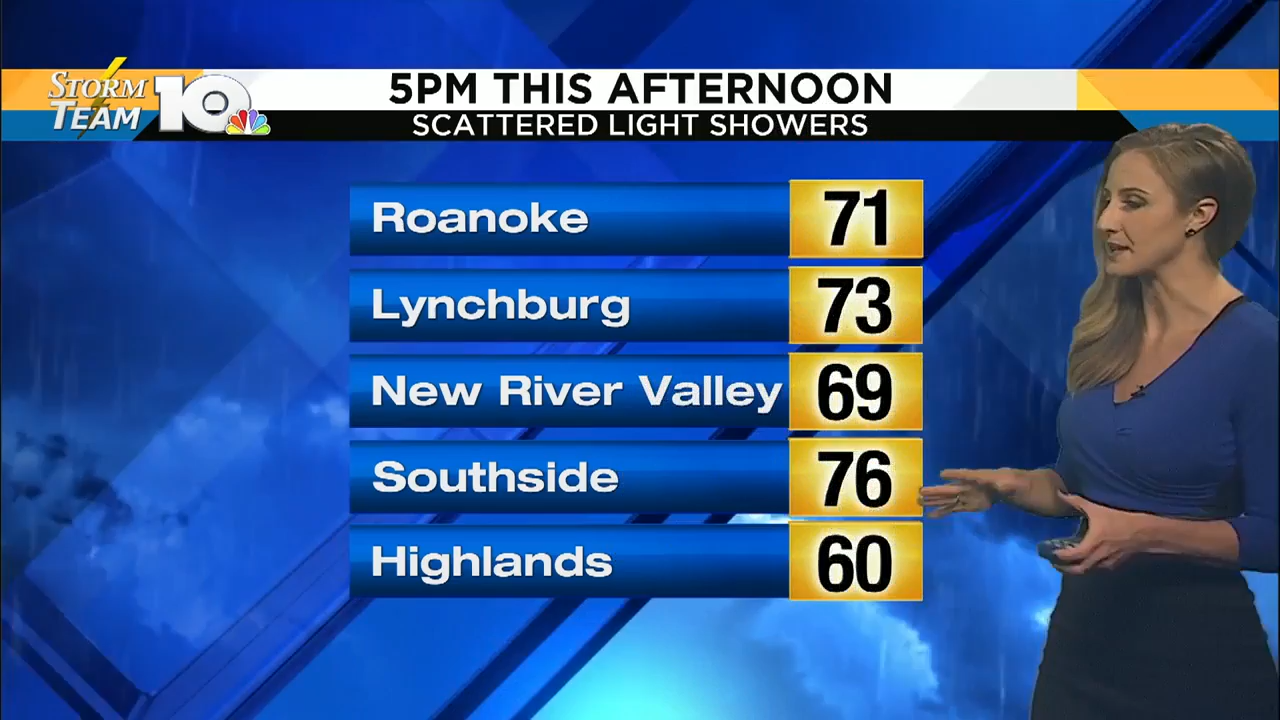 STORM
TEAM 10
5PM THIS AFTERNOON
SCATTERED LIGHT SHOWERS
Roanoke 71
Lynchburg 73
New River Valley 69
Southside 76
Highlands 60